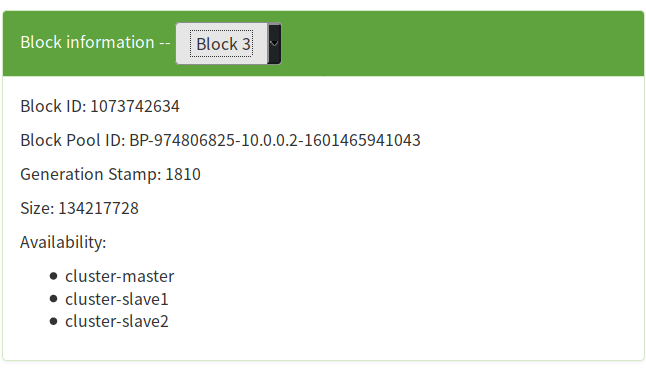 Block information -- Block 3
Block ID: 1073742634
Block Pool ID: BP-974806825-10.0.0.2-1601465941043
Generation Stamp: 1810
Size: 134217728
Availability:
cluster-master
cluster-slave1
cluster-slave2